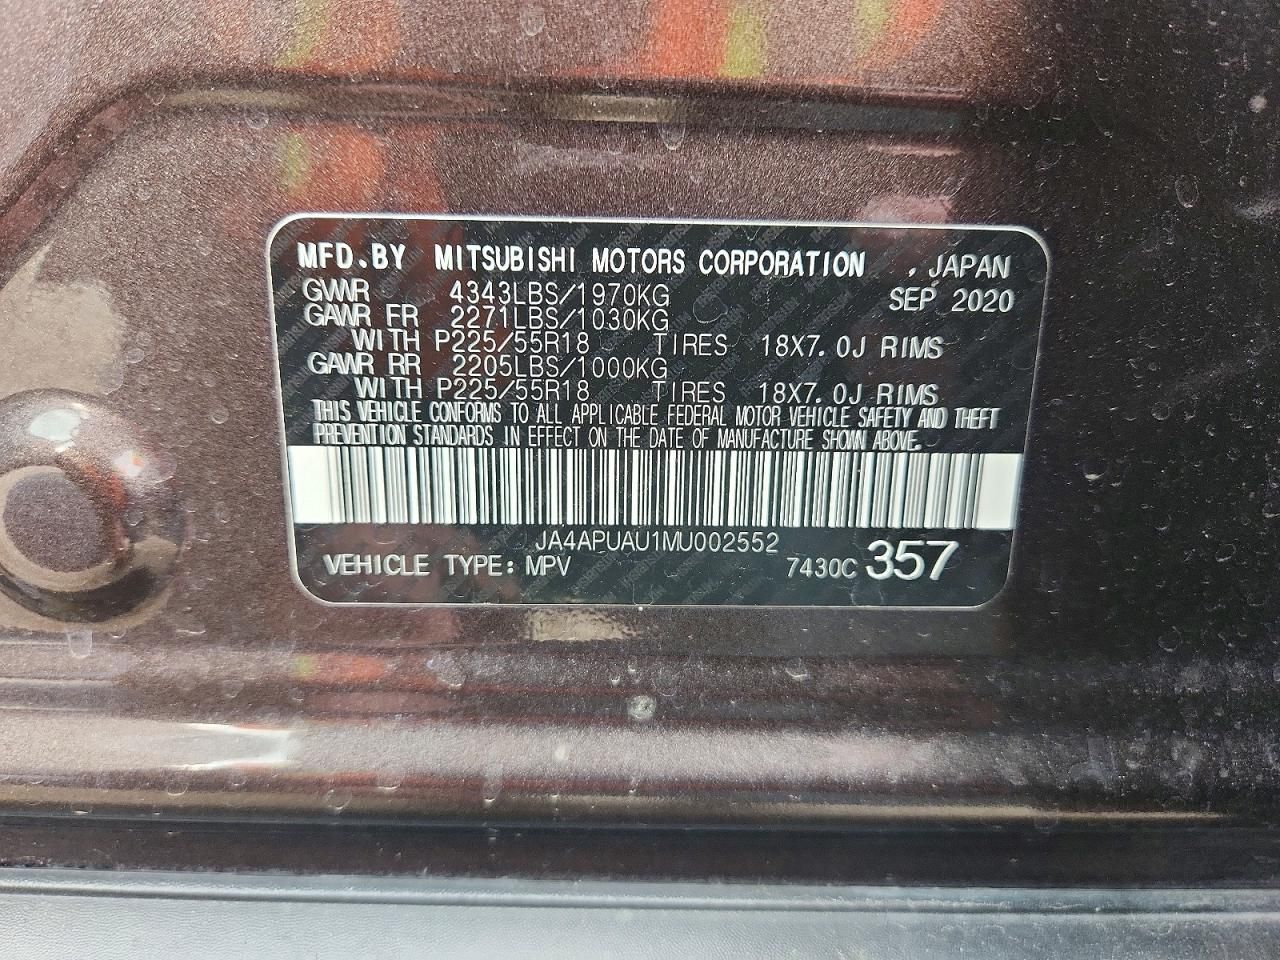 MFD.BY MITSUBISHI MOTORS CORPORATION , JAPAN
GVWR 4343LBS/1970KG SEP 2020
GAWR FR 2271LBS/1030KG
WITH P225/55R18 TIRES 18X7.0J RIMS
GAWR RR 2205LBS/1000KG
WITH P225/55R18 TIRES 18X7.0J RIMS
THIS VEHICLE CONFORMS TO ALL APPLICABLE FEDERAL MOTOR VEHICLE SAFETY AND THEFT
PREVENTION STANDARDS IN EFFECT ON THE DATE OF MANUFACTURE SHOWN ABOVE.
JA4APUAU1MU002552
VEHICLE TYPE: MPV 7430C 357